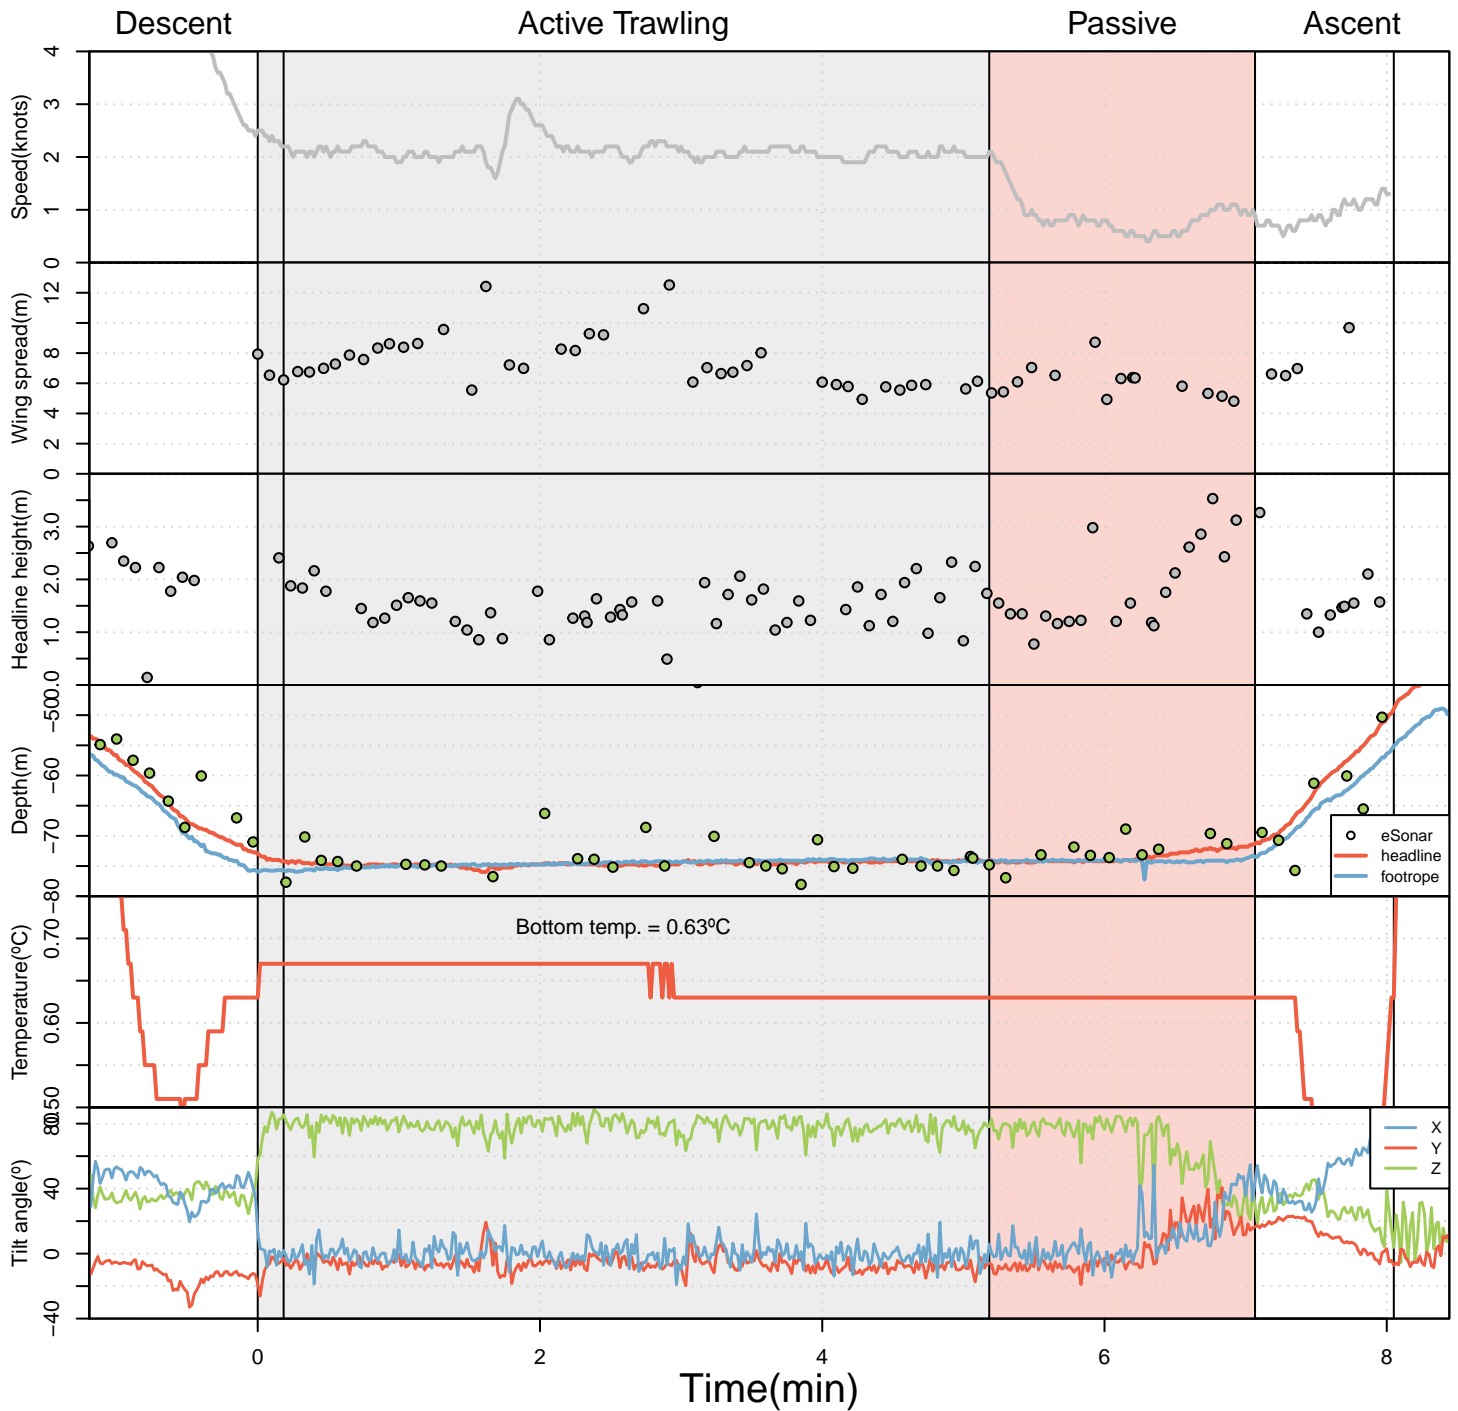 Descent Active Trawling Passive Ascent
Speed(knots)
4
3
2
1
0
Wing spread(m)
12
8
6
4
2
0
Headline height(m)
3.0
2.0
1.0
0.0
Depth(m)
−50
−60
−70
−80
eSonar
headline
footrope
Temperature(ºC)
0.70
0.60
0.50
Bottom temp. = 0.63ºC
Tilt angle(º)
80
40
0
−40
X
Y
Z
0 2 4 6 8
Time(min)